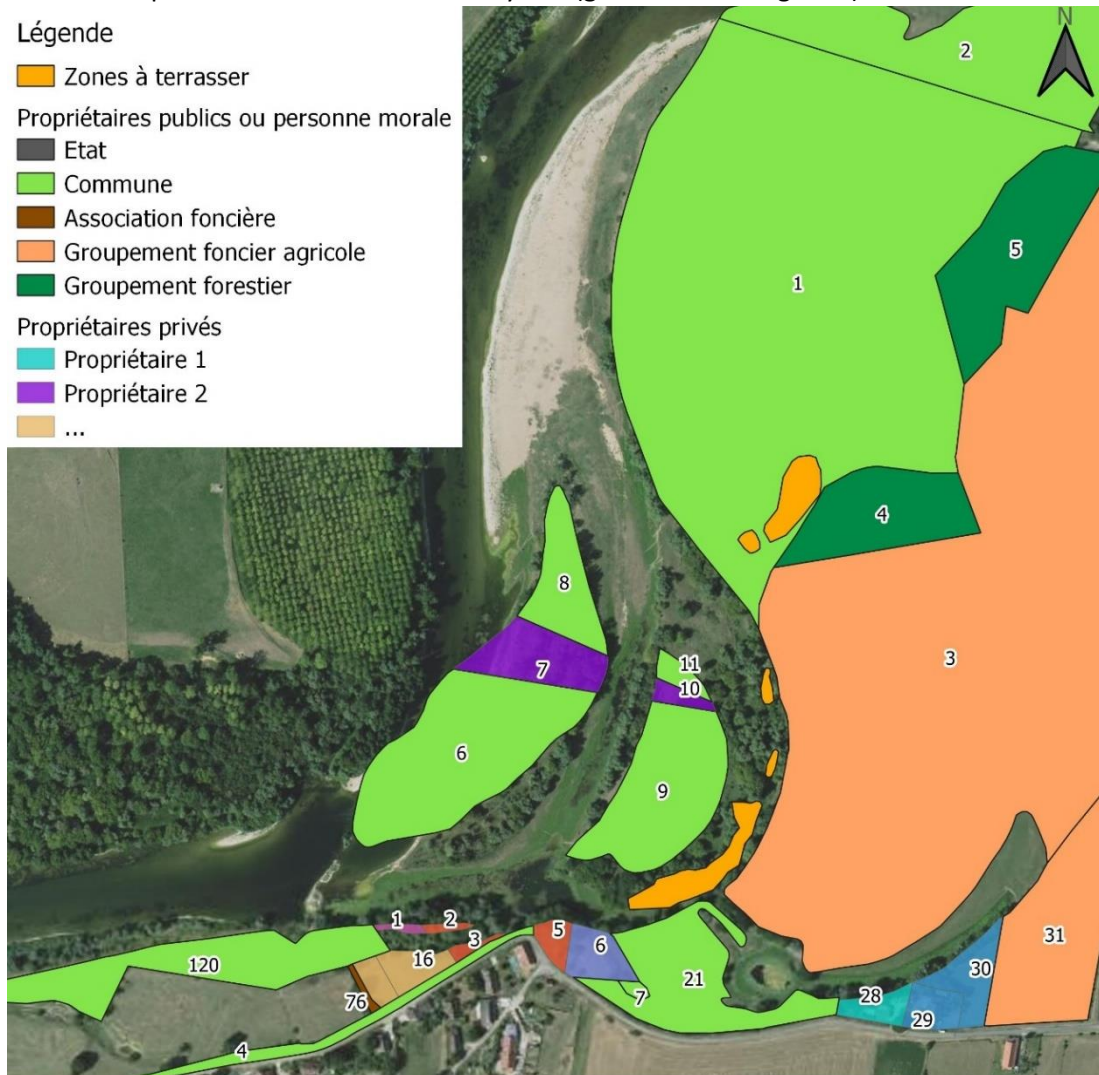 Légende
Zones à terrasser
Propriétaires publics ou personne morale
Etat
Commune
Association foncière
Groupement foncier agricole
Groupement forestier
Propriétaires privés
Propriétaire 1
Propriétaire 2
...
N
2
1
5
4
8
7
11
10
3
6
9
1
2
5
3
6
16
120
21
7
76
28
30
29
31
4